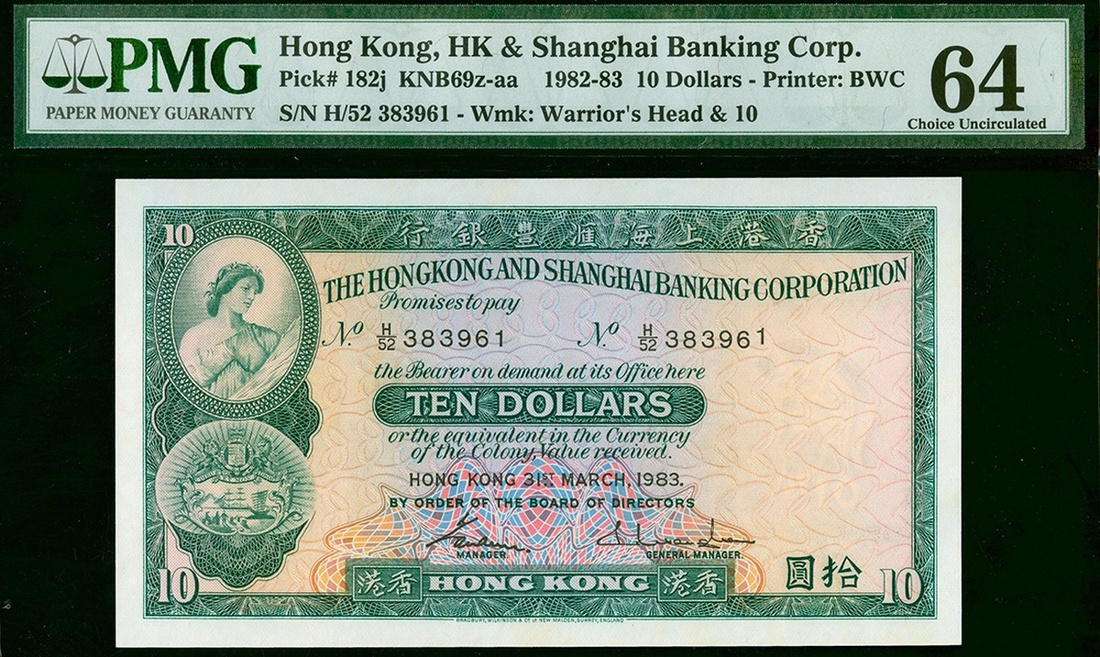 PMG
PAPER MONEY GUARANTY
Hong Kong, HK & Shanghai Banking Corp.
Pick# 182j KNB69z-aa 1982-83 10 Dollars - Printer: BWC
S/N H/52 383961 - Wmk: Warrior's Head & 10
64
Choice Uncirculated
10
行銀豐滙海上港香
THE HONGKONG AND SHANGHAI BANKING CORPORATION
Promises to pay
No. H/52 383961 No. H/52 383961
the Bearer on demand at its Office here
TEN DOLLARS
or the equivalent in the Currency
of the Colony, Value received.
HONG KONG 31ST MARCH, 1983.
BY ORDER OF THE BOARD OF DIRECTORS
MANAGER GENERAL MANAGER
10 港香 HONG KONG 港香 圓拾 10
BRADBURY, WILKINSON & Co. Ld. NEW MALDEN, SURREY, ENGLAND